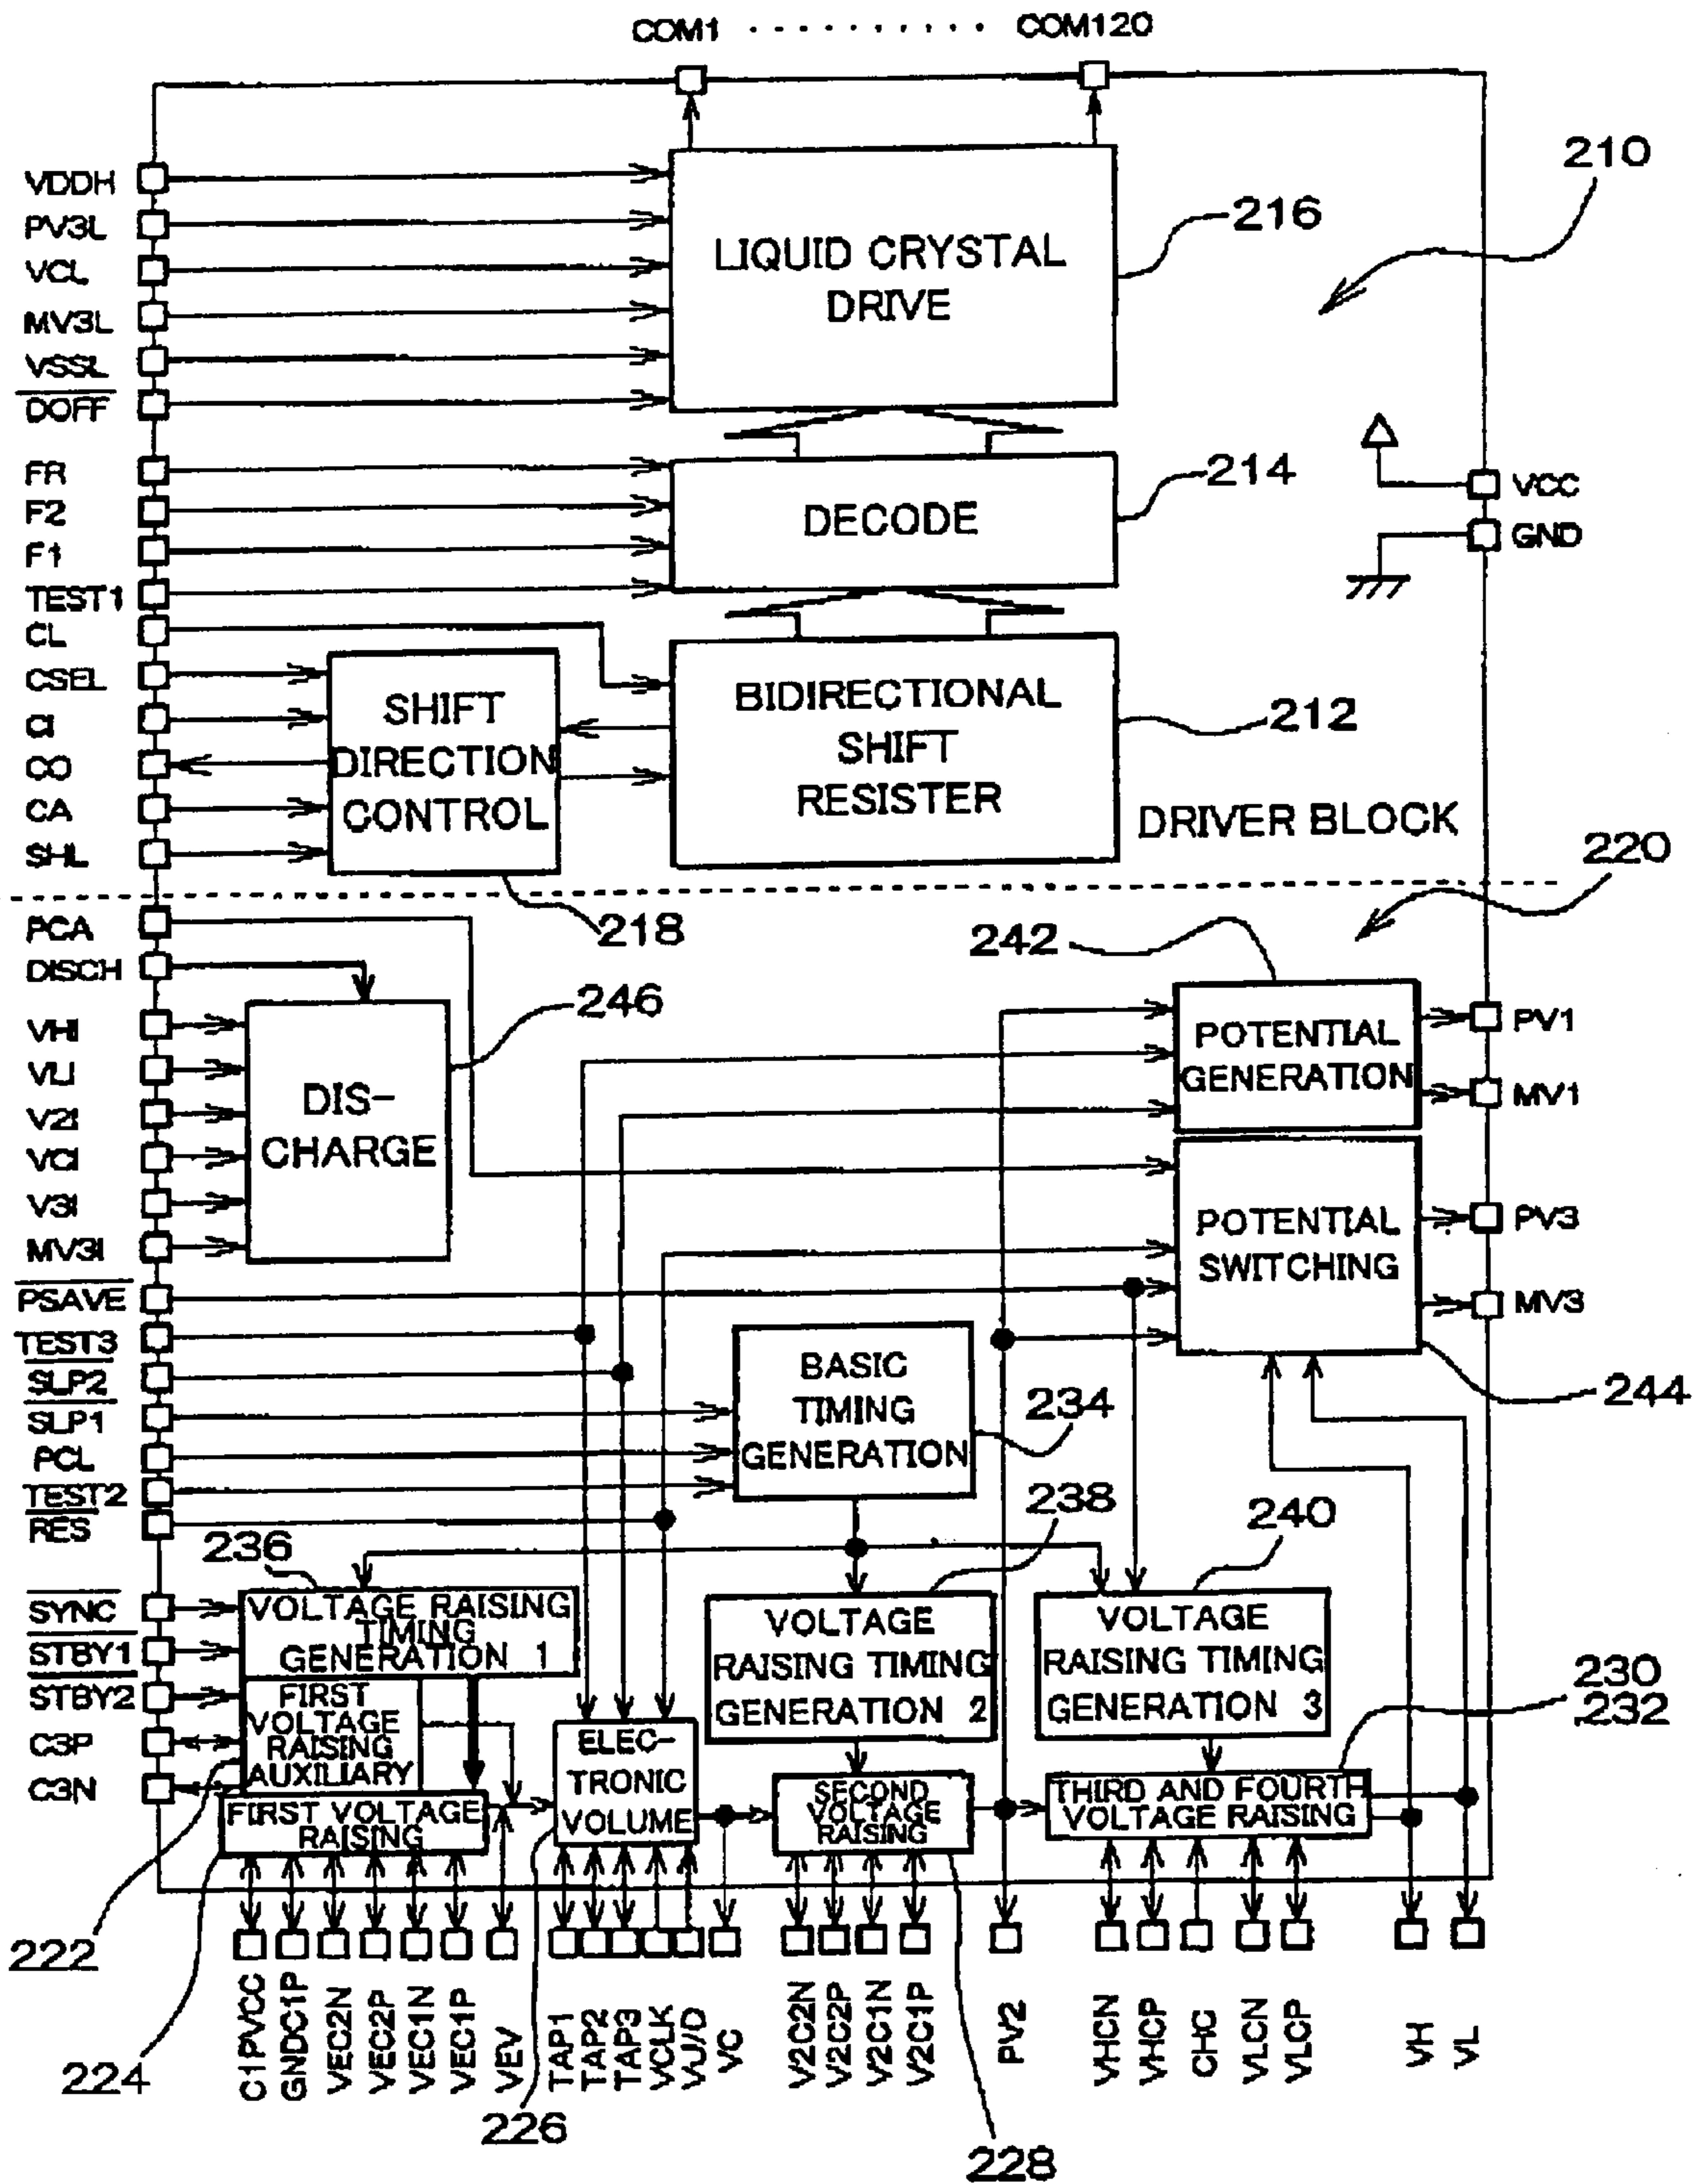 COM1 . . . . . . . . . . COM120
210
VDDH
PV3L
VCL
MV3L
VSSL
DOFF
LIQUID CRYSTAL
DRIVE
216
FR
F2
F1
TEST1
DECODE
214
VCC
GND
CL
CSEL
CI
CO
CA
SHL
SHIFT
DIRECTION
CONTROL
218
BIDIRECTIONAL
SHIFT
RESISTER
212
DRIVER BLOCK
220
PCA
DISCH
VHI
VLI
V2I
VCI
V3I
MV3I
DIS-
CHARGE
246
242
POTENTIAL
GENERATION
PV1
MV1
POTENTIAL
SWITCHING
PV3
MV3
244
PSAVE
TEST3
SLP2
SLP1
PCL
TEST2
RES
BASIC
TIMING
GENERATION
234
236
238
240
SYNC
STBY1
STBY2
C3P
C3N
VOLTAGE RAISING
TIMING
GENERATION 1
FIRST
VOLTAGE
RAISING
AUXILIARY
FIRST VOLTAGE
RAISING
ELEC-
TRONIC
VOLUME
VOLTAGE
RAISING TIMING
GENERATION 2
SECOND
VOLTAGE
RAISING
VOLTAGE
RAISING TIMING
GENERATION 3
230
232
THIRD AND FOURTH
VOLTAGE RAISING
222
224
226
228
C1PVCC
GNDC1P
VEC2N
VEC2P
VEC1N
VEC1P
VEV
TAP1
TAP2
TAP3
VCLK
VU/D
VC
V2C2N
V2C2P
V2C1N
V2C1P
PV2
VHCN
VHCP
CHC
VLCN
VLCP
VH
VL